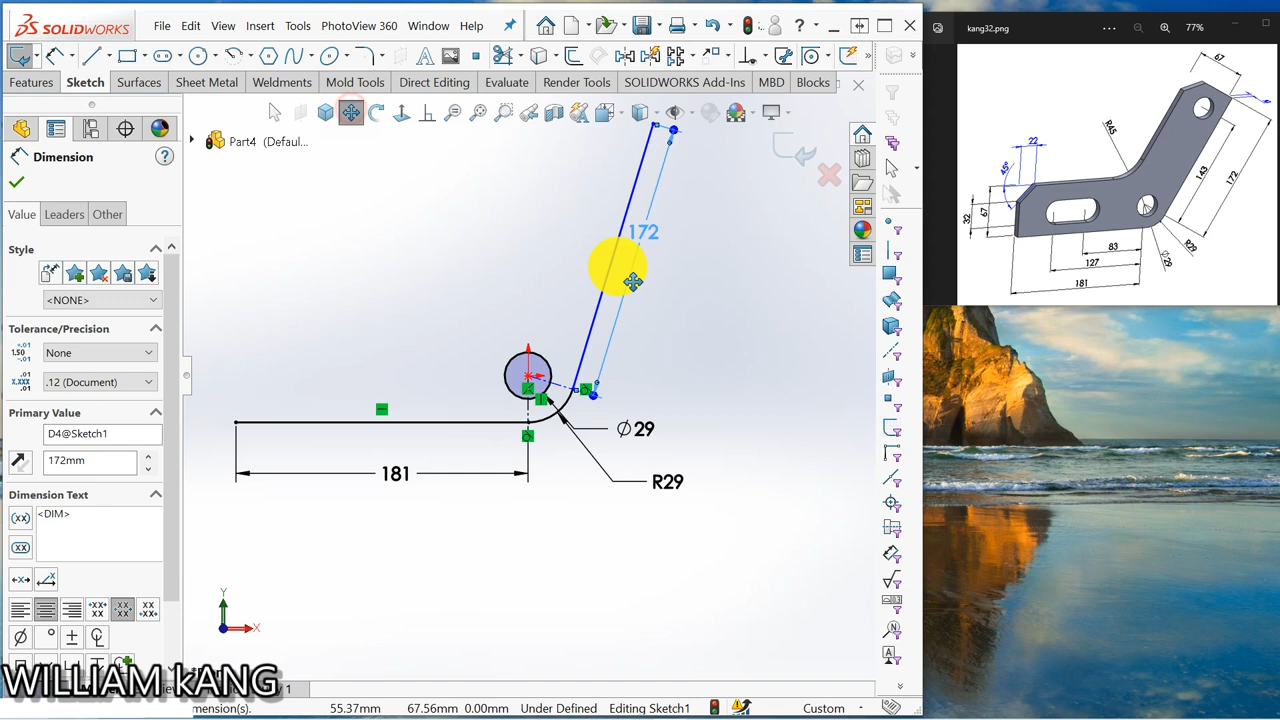 SOLIDWORKS File Edit View Insert Tools PhotoView 360 Window Help ?
Features Sketch Surfaces Sheet Metal Weldments Mold Tools Direct Editing Evaluate Render Tools SOLIDWORKS Add-Ins MBD Blocks
Part4 (Defaul...
Dimension
Value Leaders Other
Style
<NONE>
Tolerance/Precision
None
.12 (Document)
Primary Value
D4@Sketch1
172mm
Dimension Text
<DIM>
172
181
Ø29
R29
Y
X
WILLIAM KANG
55.37mm 67.56mm 0.00mm Under Defined Editing Sketch1 Custom
kang32.png
77%
67
R45
22
45°
143
172
32
67
83
127
181
R29
Ø29